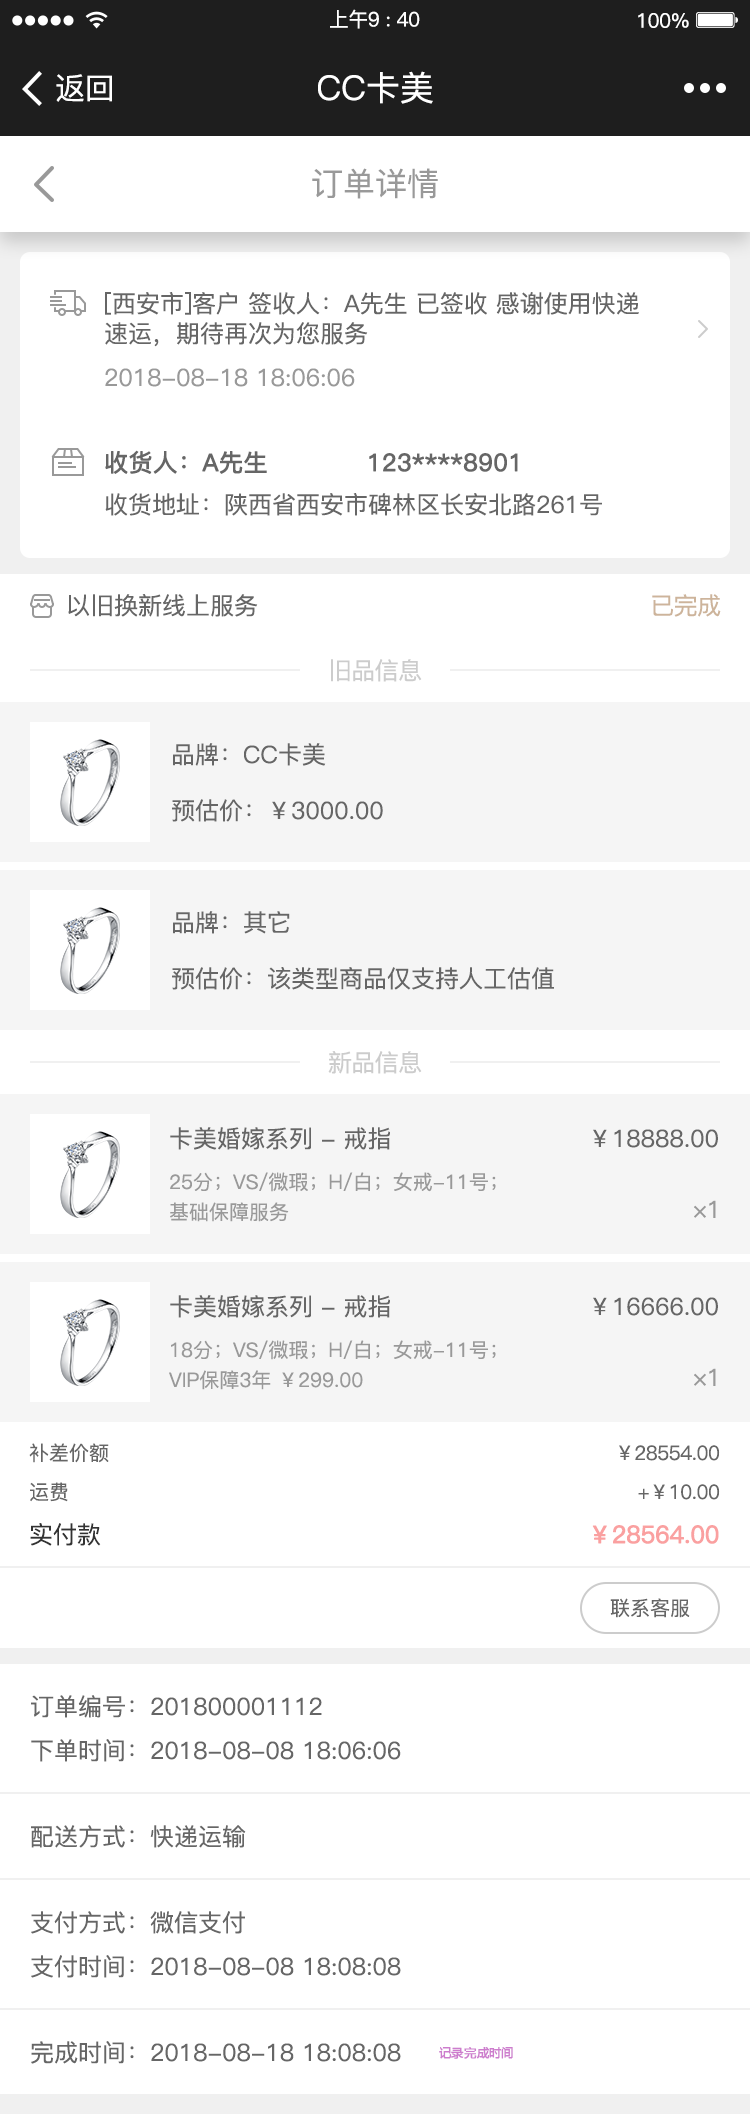 上午9 : 40
100%
返回
CC卡美
订单详情
[西安市]客户 签收人：A先生 已签收 感谢使用快递
速运，期待再次为您服务
2018-08-18 18:06:06
收货人：A先生 123****8901
收货地址：陕西省西安市碑林区长安北路261号
以旧换新线上服务 已完成
旧品信息
品牌：CC卡美
预估价：￥3000.00
品牌：其它
预估价：该类型商品仅支持人工估值
新品信息
卡美婚嫁系列 - 戒指 ￥18888.00
25分；VS/微瑕；H/白；女戒-11号；
基础保障服务 ×1
卡美婚嫁系列 - 戒指 ￥16666.00
18分；VS/微瑕；H/白；女戒-11号；
VIP保障3年 ￥299.00 ×1
补差价额 ￥28554.00
运费 +￥10.00
实付款 ￥28564.00
联系客服
订单编号：201800001112
下单时间：2018-08-08 18:06:06
配送方式：快递运输
支付方式：微信支付
支付时间：2018-08-08 18:08:08
完成时间：2018-08-18 18:08:08 记录完成时间